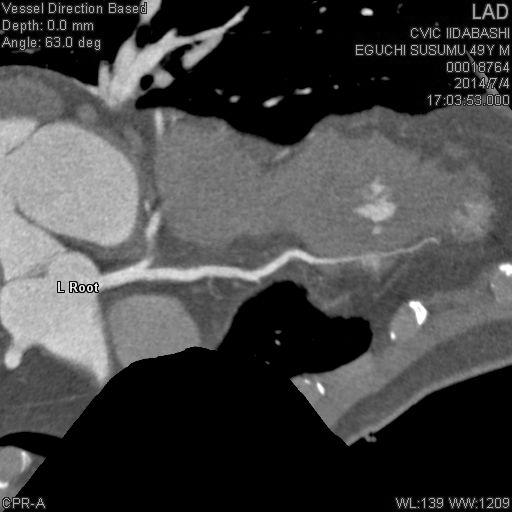 Vessel Direction Based
Depth: 0.0 mm
Angle: 63.0 deg
LAD
CVIC IIDABASHI
EGUCHI SUSUMU 49Y M
00018764
2014/7/4
17:03:53.000
L Root
CPR-A
WL:139 WW:1209